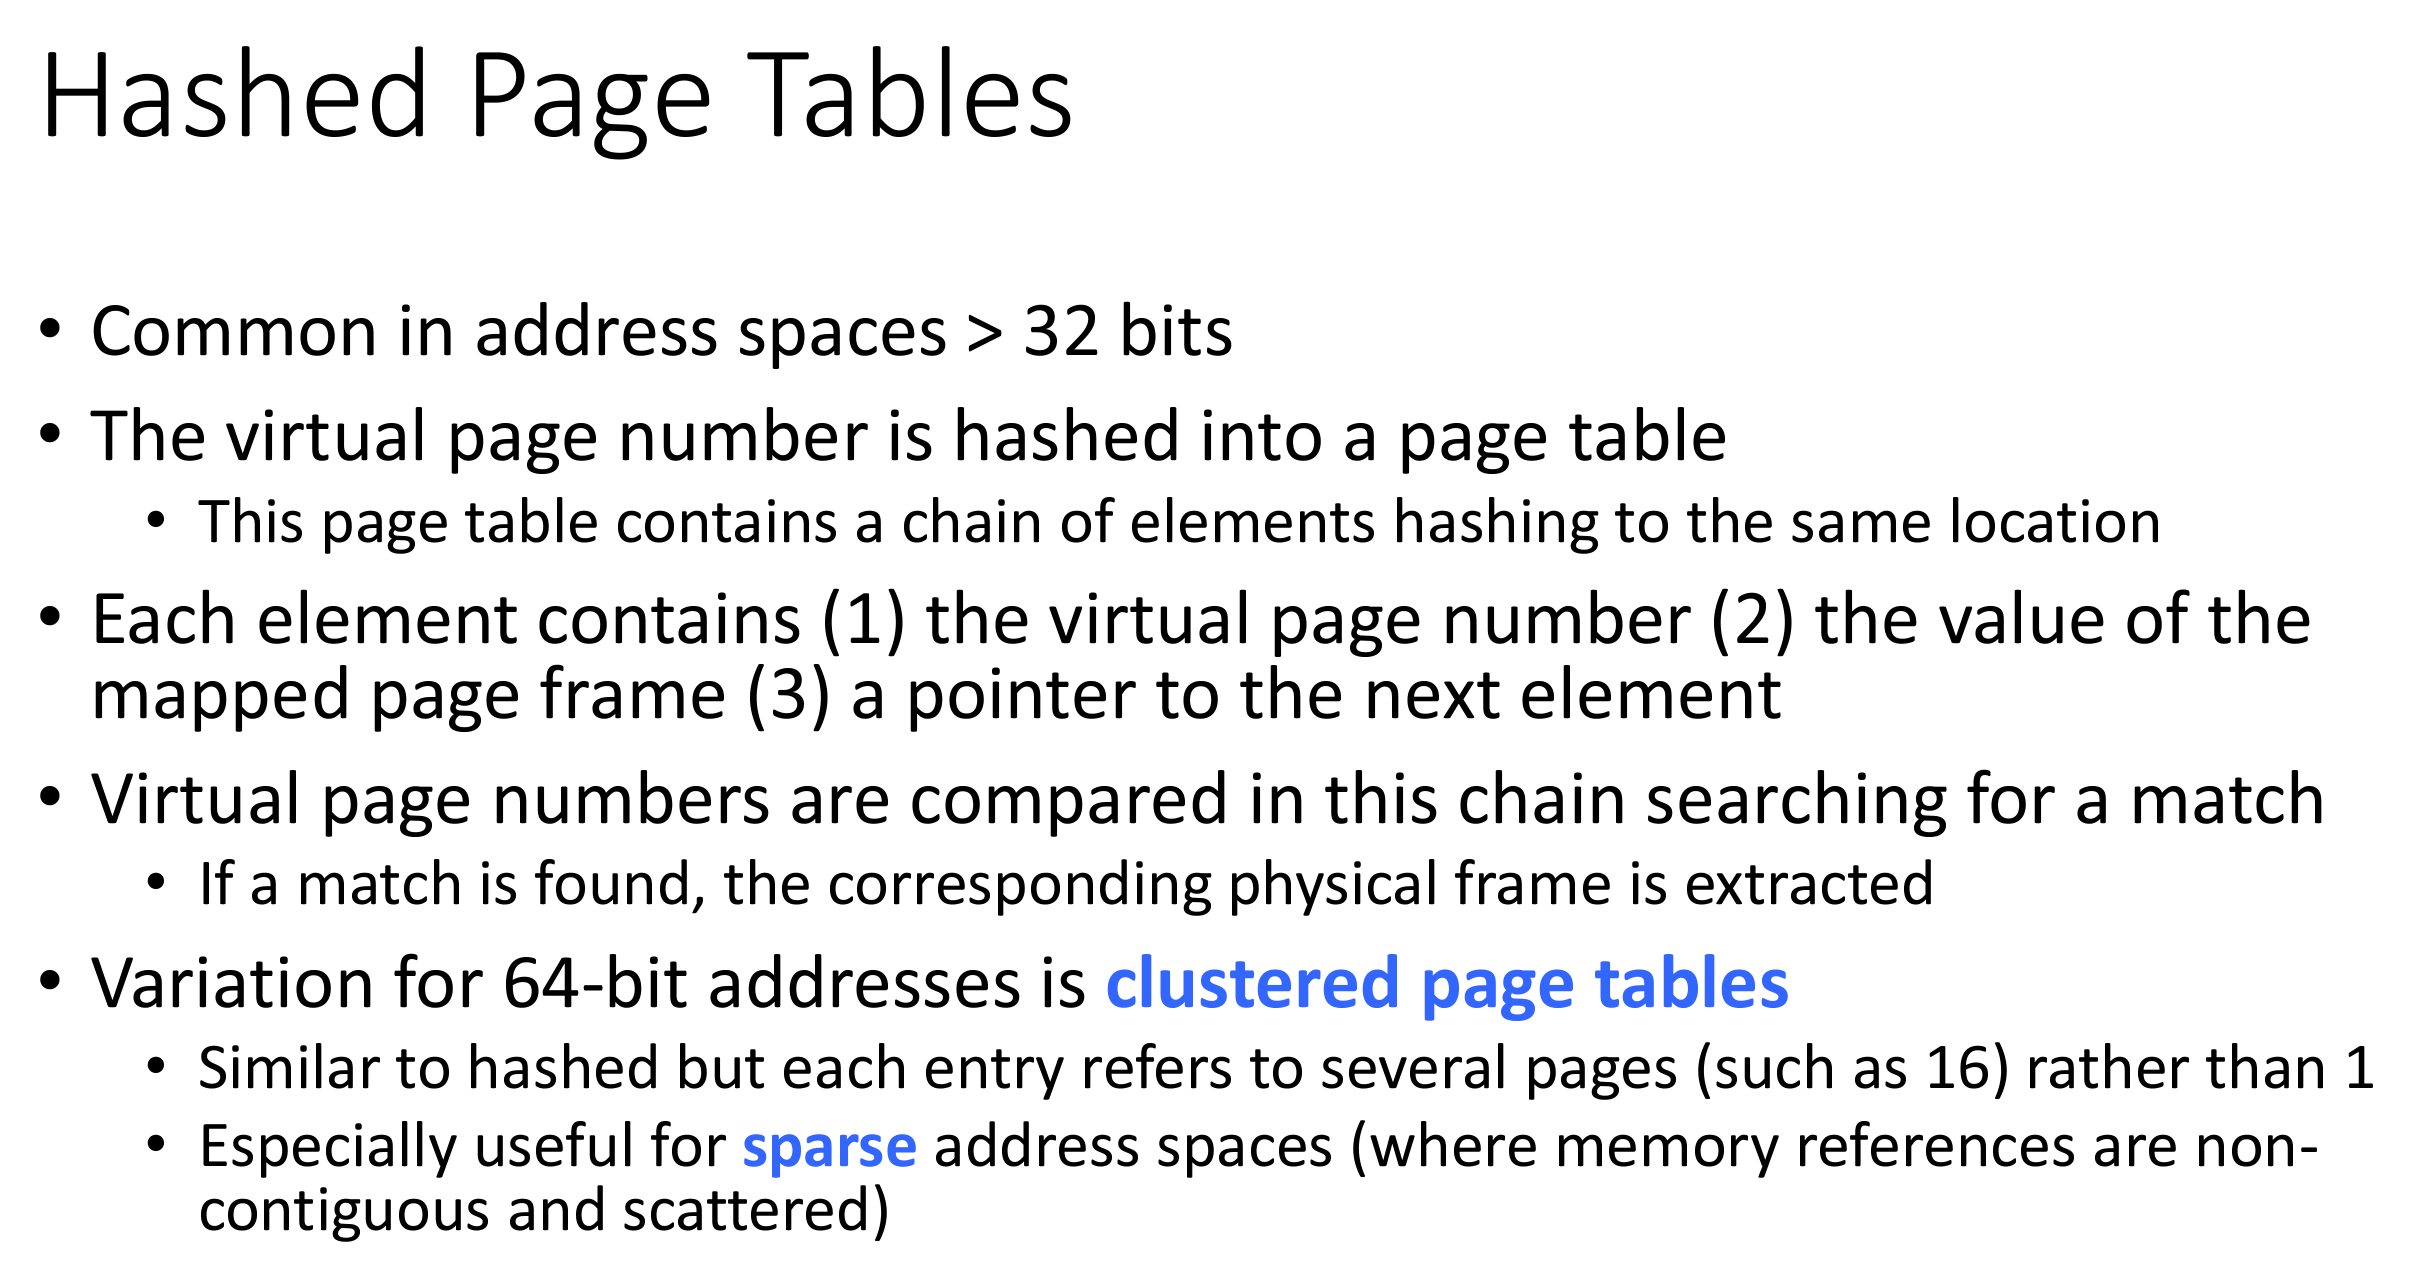 Hashed Page Tables
• Common in address spaces > 32 bits
• The virtual page number is hashed into a page table
• This page table contains a chain of elements hashing to the same location
• Each element contains (1) the virtual page number (2) the value of the
mapped page frame (3) a pointer to the next element
• Virtual page numbers are compared in this chain searching for a match
• If a match is found, the corresponding physical frame is extracted
• Variation for 64-bit addresses is clustered page tables
• Similar to hashed but each entry refers to several pages (such as 16) rather than 1
• Especially useful for sparse address spaces (where memory references are non-
contiguous and scattered)